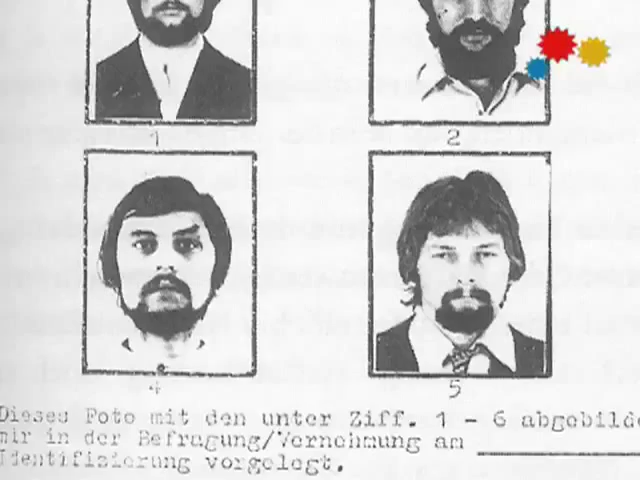 1 2
4 5
Dieses Foto mit den unter Ziff. 1 - 6 abgebilde
mir in der Befragung/Vernehmung am
Identifizierung vorgelegt.